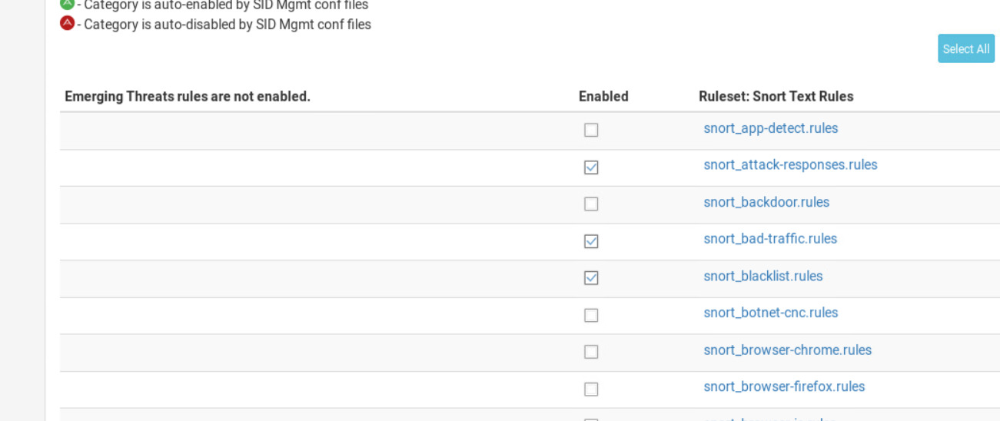 - Category is auto-enabled by SID Mgmt conf files
- Category is auto-disabled by SID Mgmt conf files
Select All
Emerging Threats rules are not enabled. Enabled Ruleset: Snort Text Rules
snort_app-detect.rules
snort_attack-responses.rules
snort_backdoor.rules
snort_bad-traffic.rules
snort_blacklist.rules
snort_botnet-cnc.rules
snort_browser-chrome.rules
snort_browser-firefox.rules